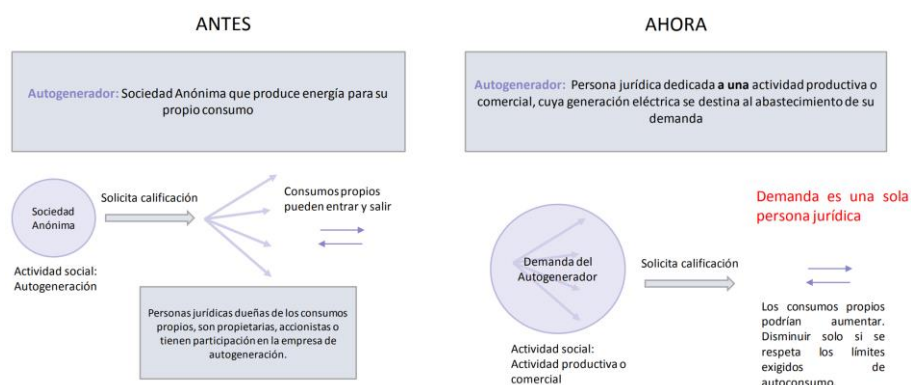 ANTES
Autogenerador: Sociedad Anónima que produce energía para su
propio consumo
Sociedad
Anónima
Solicita calificación
Consumos propios
pueden entrar y salir
Actividad social:
Autogeneración
Personas jurídicas dueñas de los consumos
propios, son propietarias, accionistas o
tienen participación en la empresa de
autogeneración.
AHORA
Autogenerador: Persona jurídica dedicada a una actividad productiva o
comercial, cuya generación eléctrica se destina al abastecimiento de su
demanda
Demanda del
Autogenerador
Solicita calificación
Demanda es una sola
persona jurídica
Actividad social:
Actividad productiva o
comercial
Los consumos propios
podrían aumentar.
Disminuir solo si se
respeta los límites
exigidos de
autoconsumo.